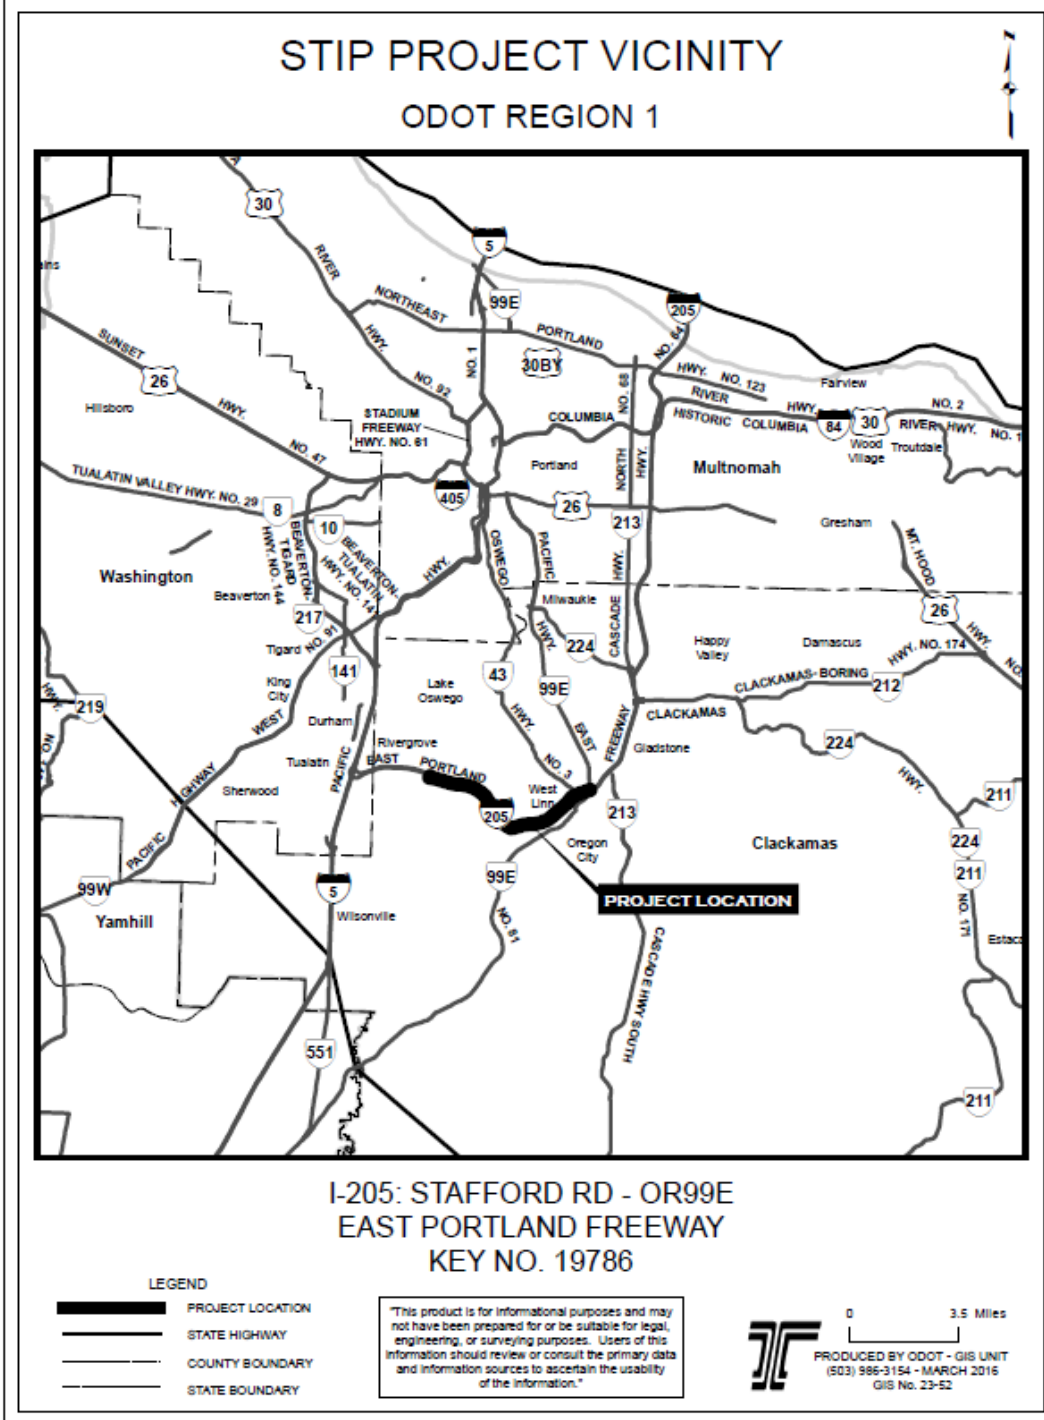 STIP PROJECT VICINITY
ODOT REGION 1
N
30
RIVER
HWY.
NO. 92
5
99E
NORTHEAST
PORTLAND
HWY. NO. 123
30BY
NO. 1
205
NO. 64
NO. 68
SUNSET
26
HWY.
NO. 47
Hillsboro
STADIUM
FREEWAY
HWY. NO. 61
COLUMBIA
RIVER
HWY.
HISTORIC COLUMBIA
84
30
RIVER
HWY.
NO. 2
NO. 1
Fairview
Wood
Village
Troutdale
Portland
Multnomah
NORTH
HWY.
TUALATIN VALLEY HWY. NO. 29
8
10
405
26
213
Gresham
BEAVERTON-
TIGARD
HWY. NO. 144
BEAVERTON-
TUALATIN
HWY. NO. 141
HWY.
OSWEGO
PACIFIC
MT. HOOD
26
HWY.
NO.
Washington
Beaverton
217
Tigard
NO. 91
Milwaukie
HWY.
224
CASCADE HWY.
Happy
Valley
Damascus
HWY. NO. 174
141
King
City
Lake
Oswego
43
99E
CLACKAMAS-BORING
212
CLACKAMAS
HWY.
219
WEST
Durham
HWY.
EAST
FREEWAY
Gladstone
224
HWY.
Rivergrove
Tualatin
PACIFIC
EAST PORTLAND
NO. 3
HIGHWAY
Sherwood
West
Linn
205
213
211
PACIFIC
Oregon
City
Clackamas
224
99W
5
99E
211
PROJECT LOCATION
Yamhill
Wilsonville
NO. 81
NO. 171
CASCADE HWY SOUTH
551
211
I-205: STAFFORD RD - OR99E
EAST PORTLAND FREEWAY
KEY NO. 19786
LEGEND
PROJECT LOCATION
STATE HIGHWAY
COUNTY BOUNDARY
STATE BOUNDARY
"This product is for informational purposes and may
not have been prepared for or be suitable for legal,
engineering, or surveying purposes. Users of this
information should review or consult the primary data
and information sources to ascertain the usability
of the information."
0 3.5 Miles
PRODUCED BY ODOT - GIS UNIT
(503) 986-3154 - MARCH 2016
GIS No. 23-52